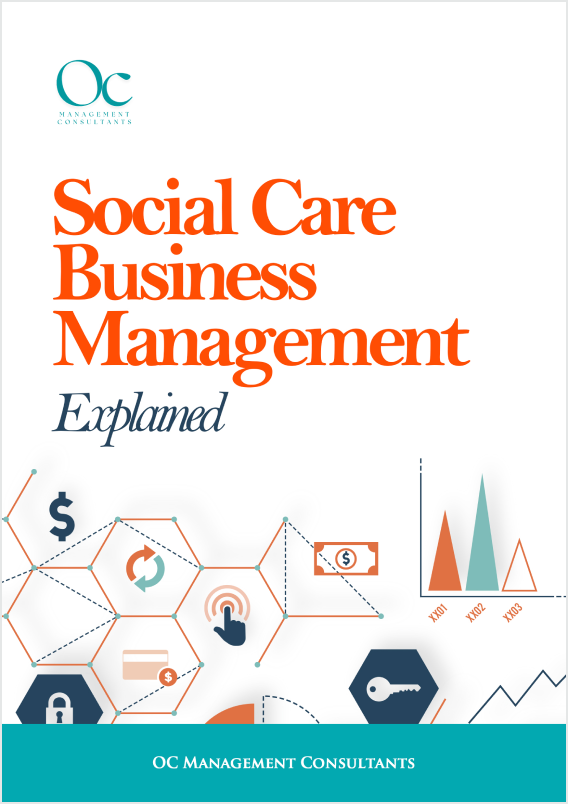 Oc
MANAGEMENT
CONSULTANTS
Social Care
Business
Management
Explained
$
$
$
XX01
XX02
XX03
OC MANAGEMENT CONSULTANTS